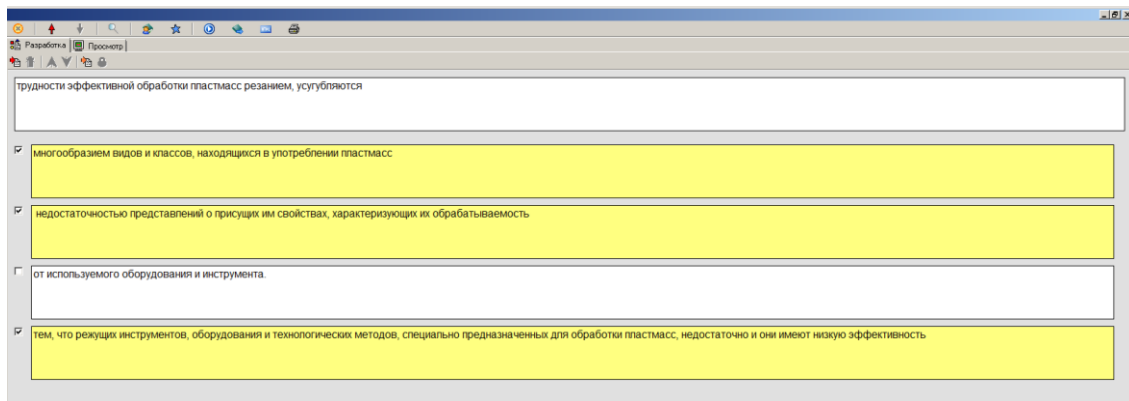 Разработка Просмотр
трудности эффективной обработки пластмасс резанием, усугубляются
многообразием видов и классов, находящихся в употреблении пластмасс
недостаточностью представлений о присущих им свойствах, характеризующих их обрабатываемость
от используемого оборудования и инструмента.
тем, что режущих инструментов, оборудования и технологических методов, специально предназначенных для обработки пластмасс, недостаточно и они имеют низкую эффективность